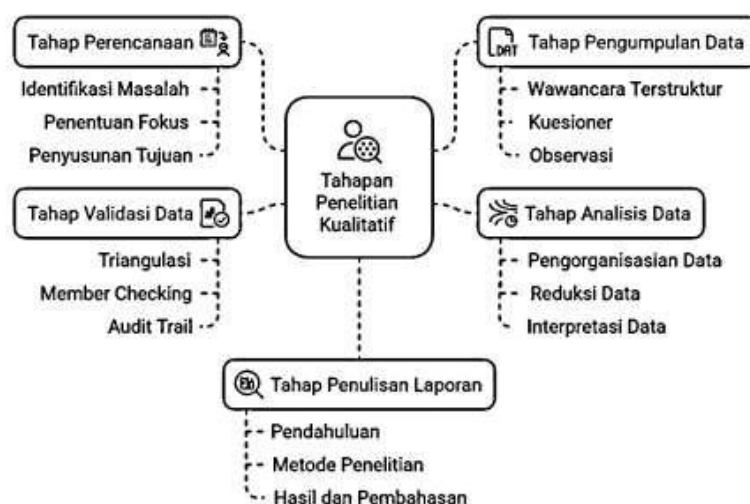 Tahap Perencanaan
Identifikasi Masalah
Penentuan Fokus
Penyusunan Tujuan
Tahap Pengumpulan Data
Wawancara Terstruktur
Kuesioner
Observasi
Tahapan
Penelitian
Kualitatif
Tahap Validasi Data
Triangulasi
Member Checking
Audit Trail
Tahap Analisis Data
Pengorganisasian Data
Reduksi Data
Interpretasi Data
Tahap Penulisan Laporan
Pendahuluan
Metode Penelitian
Hasil dan Pembahasan